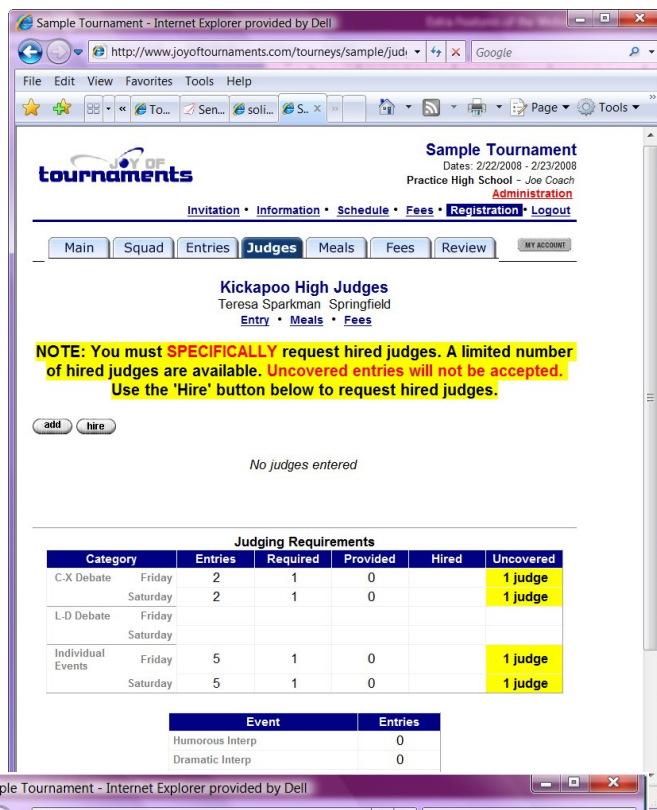 Sample Tournament - Internet Explorer provided by Dell
http://www.joyoftournaments.com/tourneys/sample/jud
Google
File Edit View Favorites Tools Help
To... Sen... soli... S.. Page Tools
JOY OF
tournaments
Sample Tournament
Dates: 2/22/2008 - 2/23/2008
Practice High School - Joe Coach
Administration
Invitation • Information • Schedule • Fees • Registration • Logout
Main Squad Entries Judges Meals Fees Review MY ACCOUNT
Kickapoo High Judges
Teresa Sparkman Springfield
Entry • Meals • Fees
NOTE: You must SPECIFICALLY request hired judges. A limited number
of hired judges are available. Uncovered entries will not be accepted.
Use the 'Hire' button below to request hired judges.
add hire
No judges entered
Judging Requirements
Category Entries Required Provided Hired Uncovered
C-X Debate Friday 2 1 0 1 judge
Saturday 2 1 0 1 judge
L-D Debate Friday
Saturday
Individual Events Friday 5 1 0 1 judge
Saturday 5 1 0 1 judge
Event Entries
Humorous Interp 0
Dramatic Interp 0
ple Tournament - Internet Explorer provided by Dell